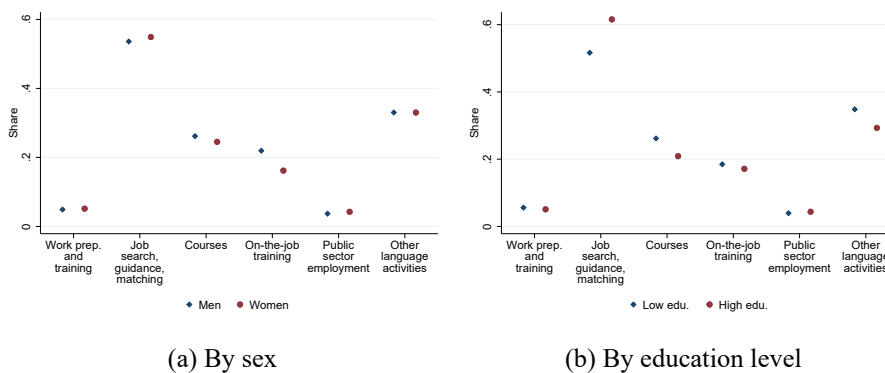 .6
.4
.2
0
Share
Work prep.
and
training
Job
search,
guidance,
matching
Courses
On-the-job
training
Public
sector
employment
Other
language
activities
Men Women
(a) By sex
.6
.4
.2
0
Share
Work prep.
and
training
Job
search,
guidance,
matching
Courses
On-the-job
training
Public
sector
employment
Other
language
activities
Low edu. High edu.
(b) By education level